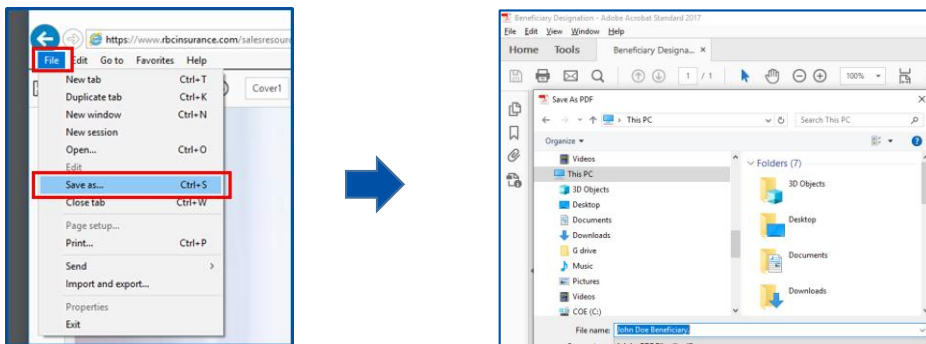 https://www.rbcinsurance.com/salesresour
File Edit Go to Favorites Help
Cover1
New tab Ctrl+T
Duplicate tab Ctrl+K
New window Ctrl+N
New session
Open... Ctrl+O
Edit
Save as... Ctrl+S
Close tab Ctrl+W
Page setup...
Print... Ctrl+P
Send >
Import and export...
Properties
Exit
Beneficiary Designation - Adobe Acrobat Standard 2017
File Edit View Window Help
Home Tools Beneficiary Designa... ×
1 / 1 100%
Save As PDF
This PC Search This PC
Organize
Videos
This PC
3D Objects
Desktop
Documents
Downloads
G drive
Music
Pictures
Videos
COE (C:)
Folders (7)
3D Objects
Desktop
Documents
Downloads
File name: John Doe Beneficiary.